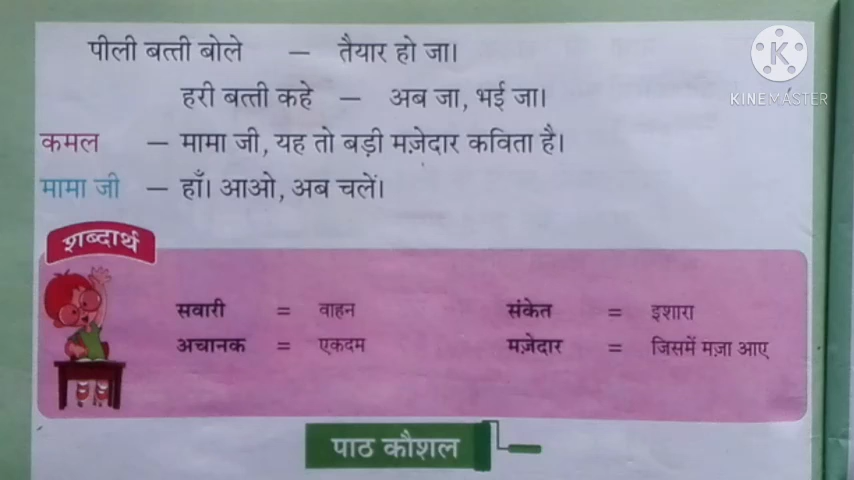 पीली बत्ती बोले – तैयार हो जा।
KINEMASTER
हरी बत्ती कहे – अब जा, भई जा।
कमल – मामा जी, यह तो बड़ी मज़ेदार कविता है।
मामा जी – हाँ। आओ, अब चलें।
शब्दार्थ
सवारी = वाहन संकेत = इशारा
अचानक = एकदम मज़ेदार = जिसमें मज़ा आए
पाठ कौशल